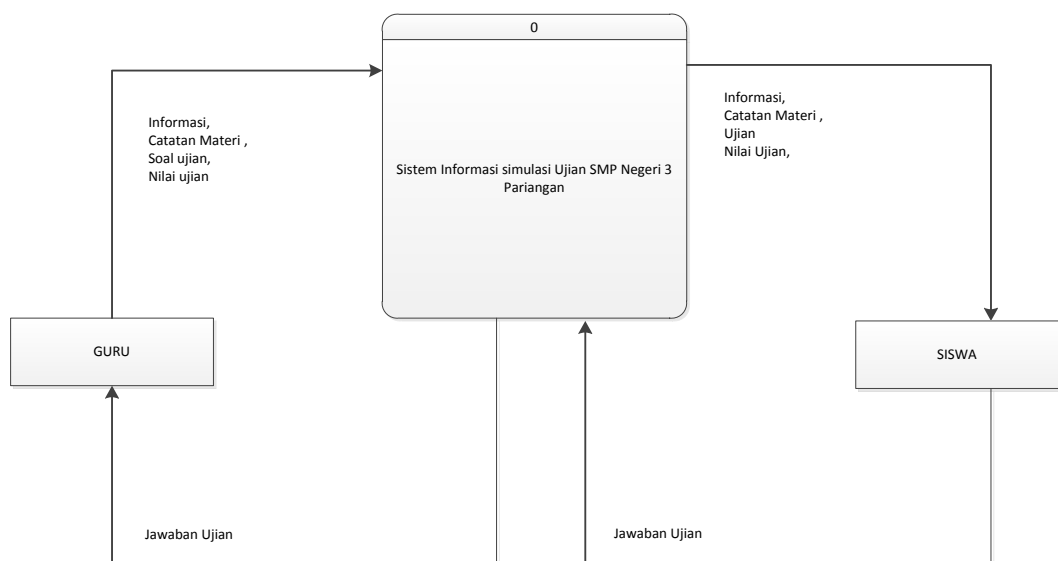 0
Informasi,
Catatan Materi ,
Soal ujian,
Nilai ujian
Sistem Informasi simulasi Ujian SMP Negeri 3
Pariangan
Informasi,
Catatan Materi ,
Ujian
Nilai Ujian,
GURU
SISWA
Jawaban Ujian
Jawaban Ujian